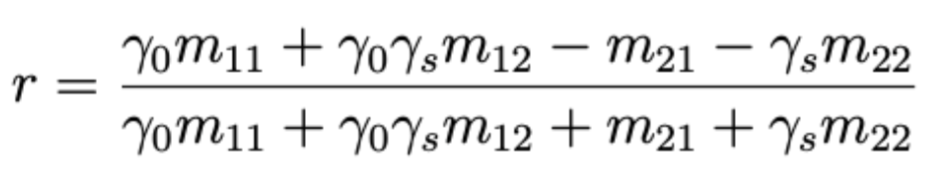 r = \frac{\gamma_0 m_{11} + \gamma_0 \gamma_s m_{12} - m_{21} - \gamma_s m_{22}}{\gamma_0 m_{11} + \gamma_0 \gamma_s m_{12} + m_{21} + \gamma_s m_{22}}